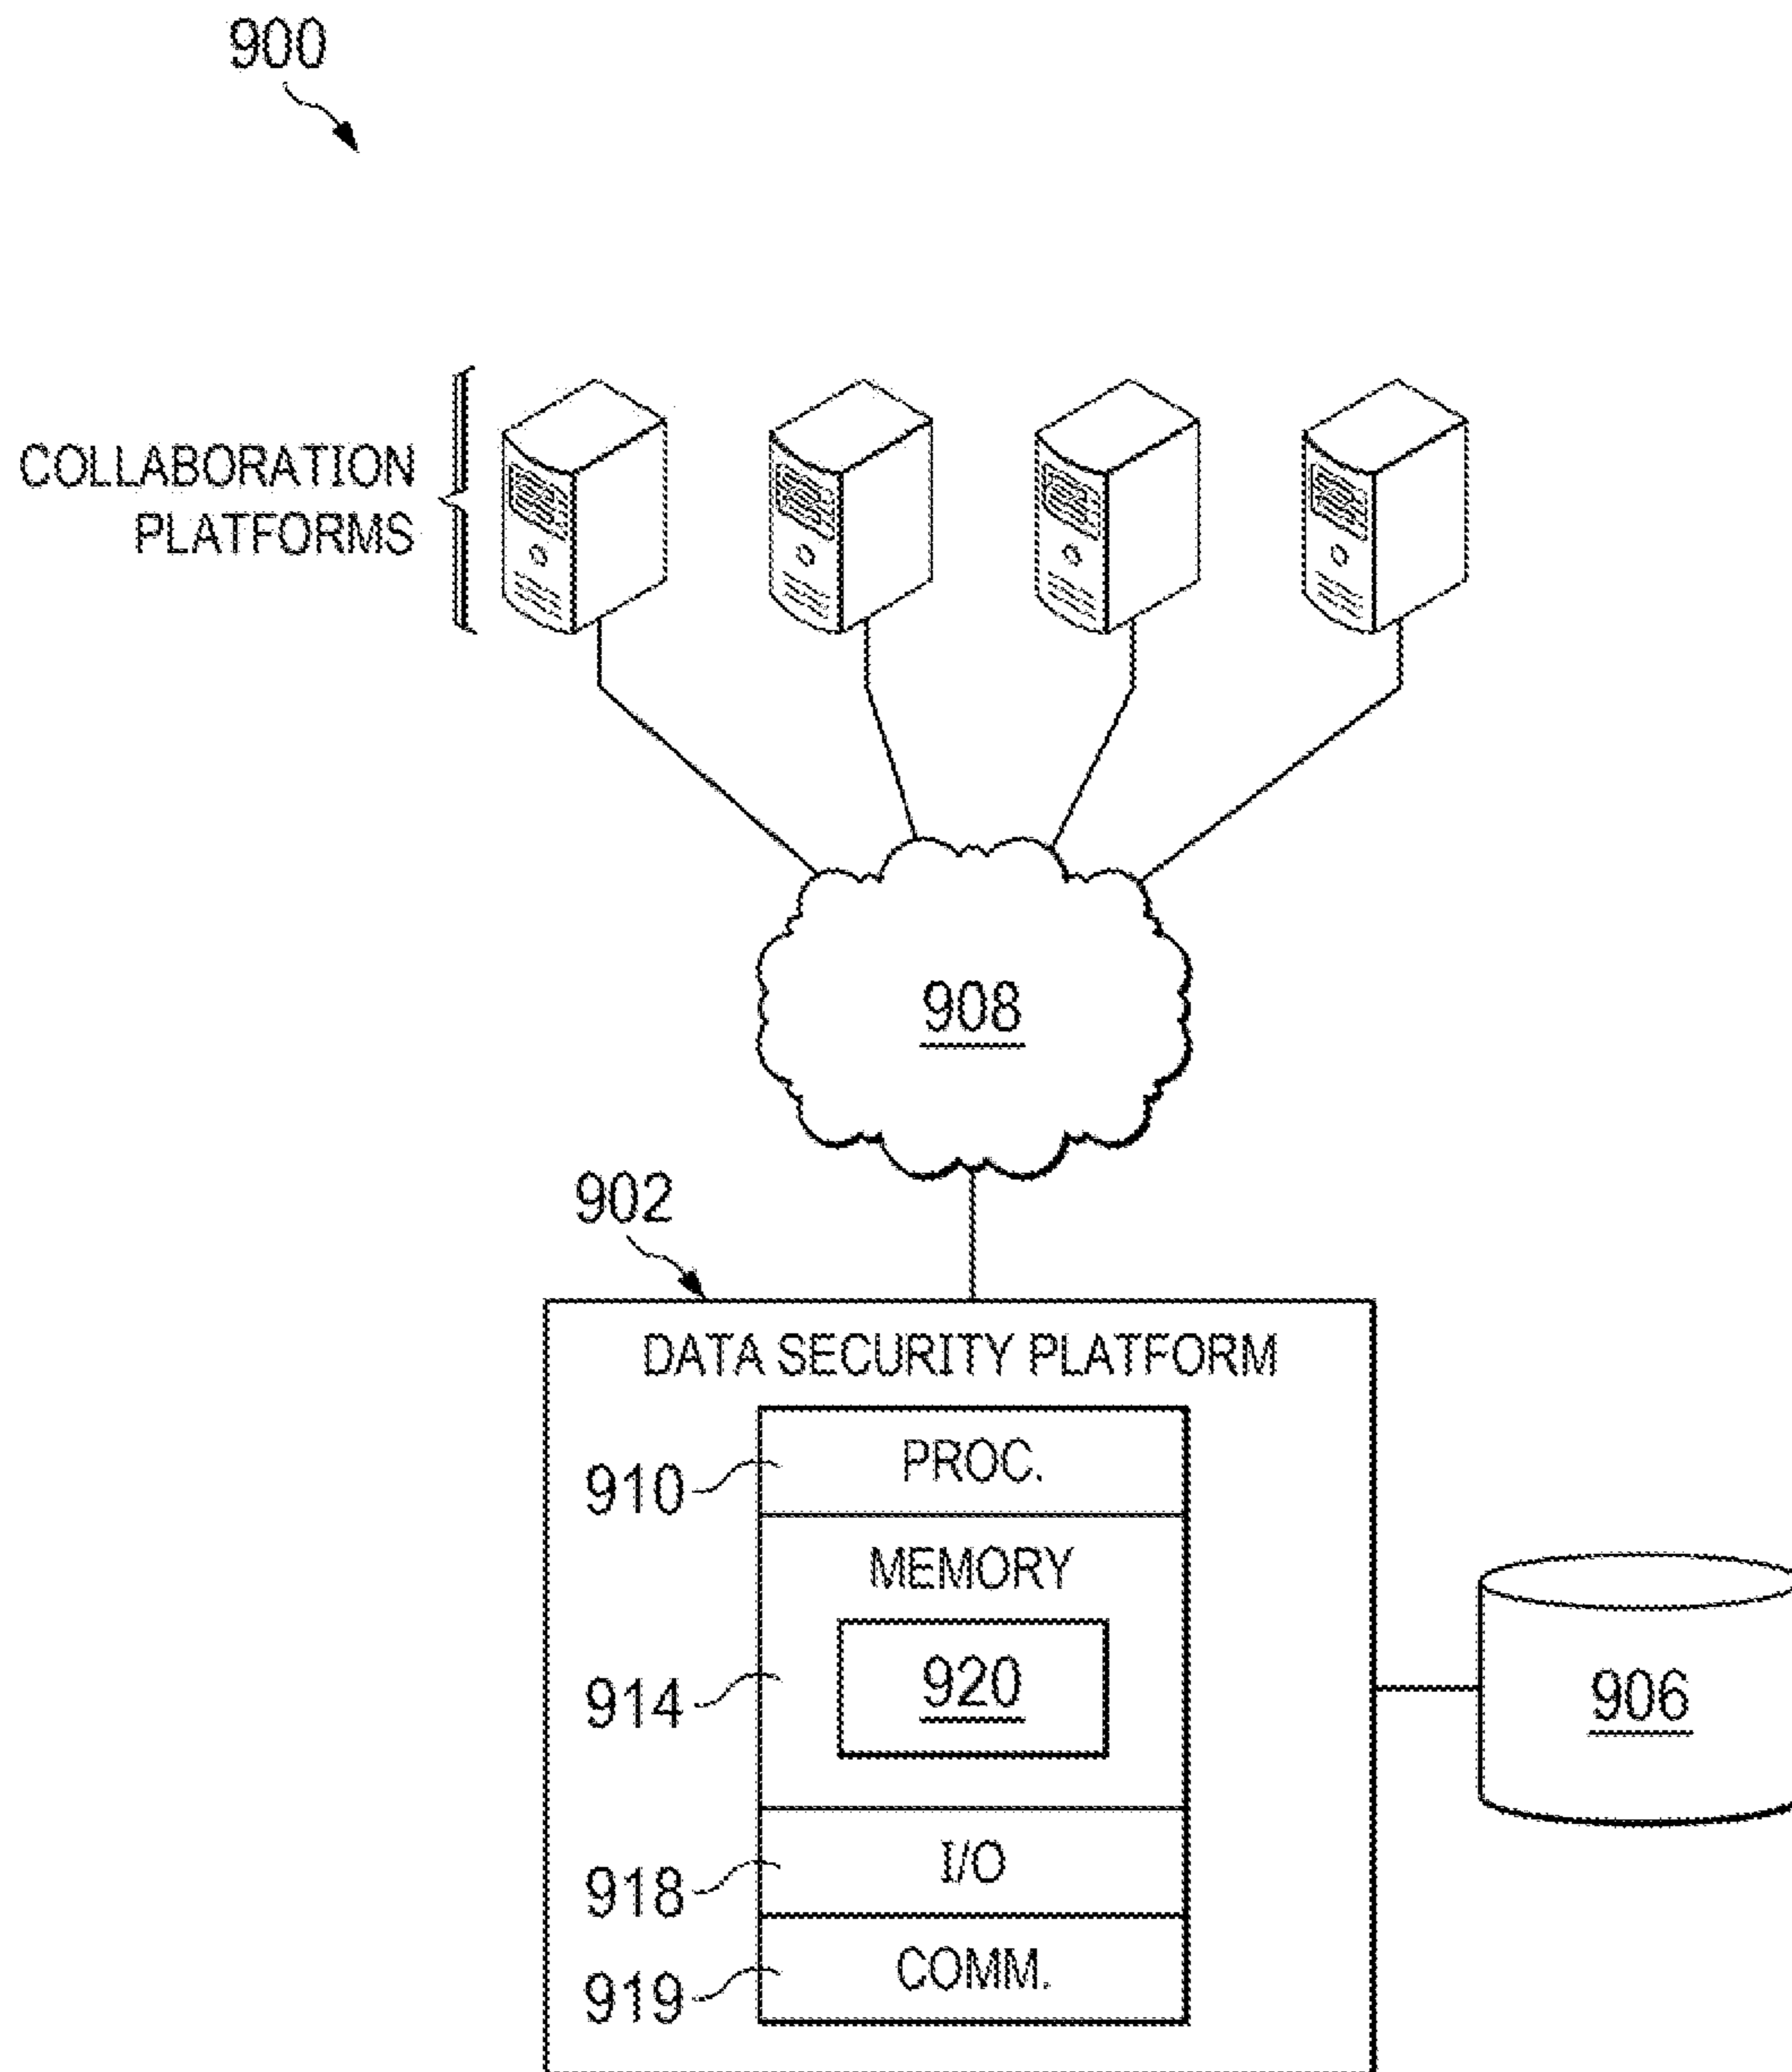 900
COLLABORATION
PLATFORMS
908
902
DATA SECURITY PLATFORM
910
PROC.
MEMORY
914
920
906
918
I/O
919
COMM.